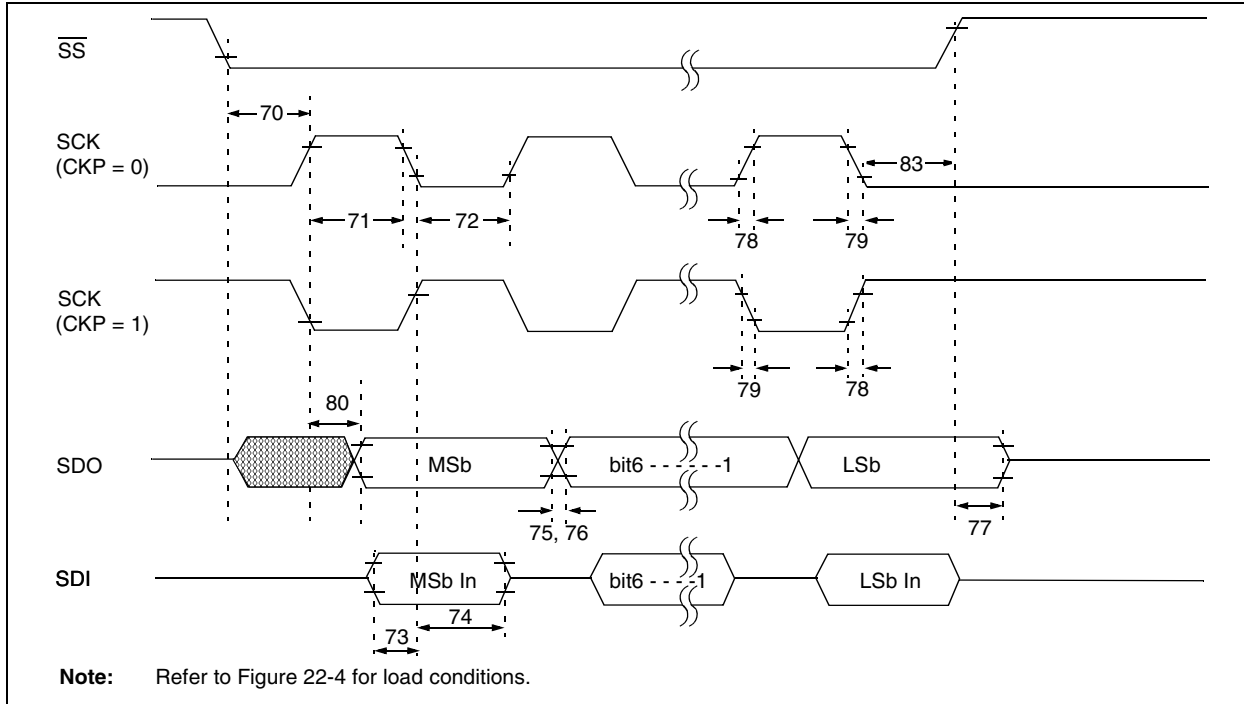 SS
70
SCK
(CKP = 0)
83
71
72
78
79
SCK
(CKP = 1)
79
78
80
SDO
MSb
bit6 - - - - - -1
LSb
75, 76
77
SDI
MSb In
bit6 - - - -1
LSb In
74
73
Note: Refer to Figure 22-4 for load conditions.